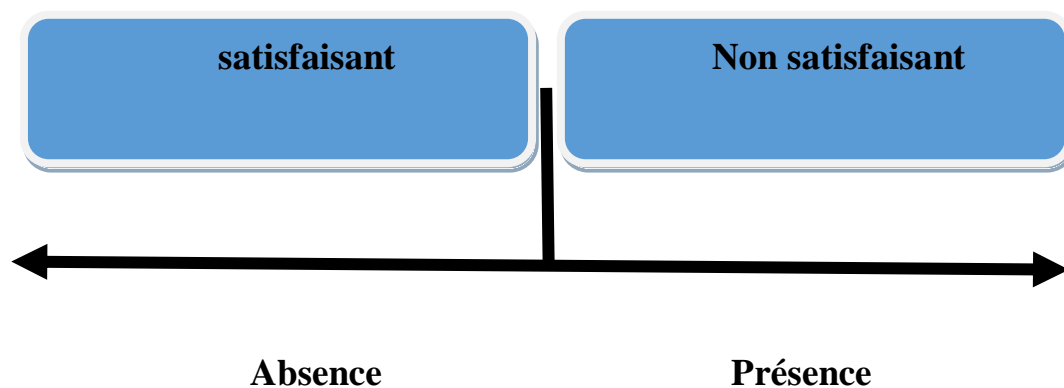 satisfaisant
Non satisfaisant
Absence
Présence